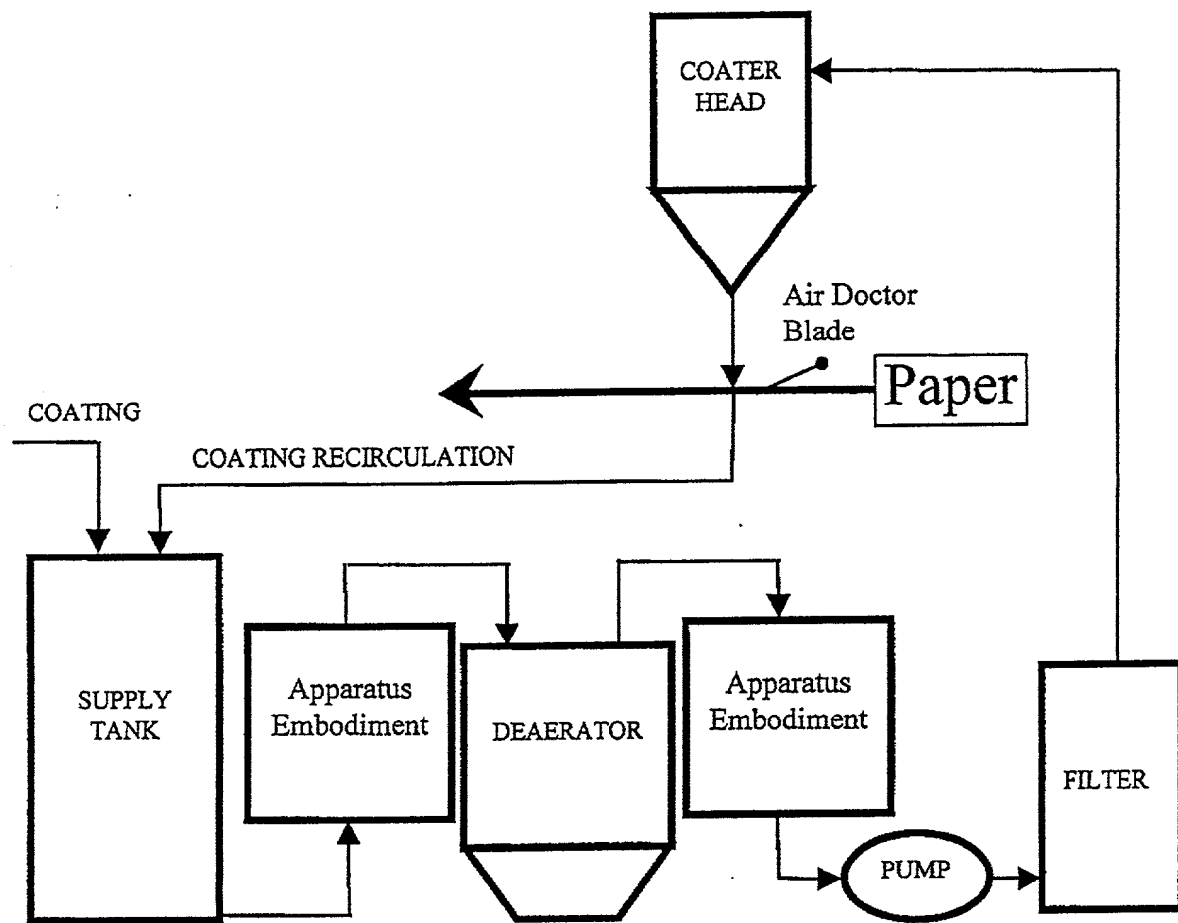 COATER
HEAD
Air Doctor
Blade
Paper
COATING
COATING RECIRCULATION
SUPPLY
TANK
Apparatus
Embodiment
DEAERATOR
Apparatus
Embodiment
PUMP
FILTER